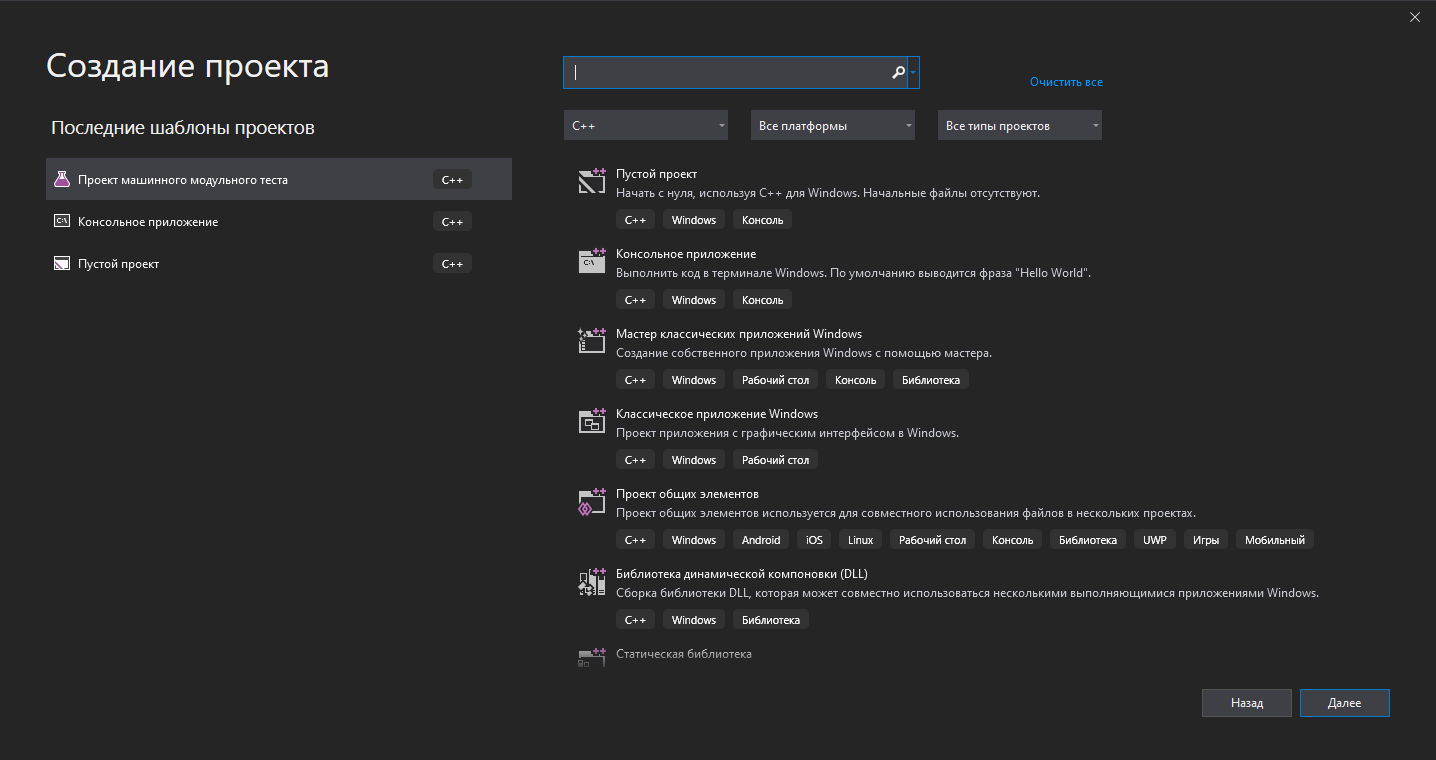 Создание проекта
Очистить все
Последние шаблоны проектов
C++
Все платформы
Все типы проектов
Проект машинного модульного теста
C++
C:\
Консольное приложение
C++
Пустой проект
C++
Пустой проект
Начать с нуля, используя C++ для Windows. Начальные файлы отсутствуют.
C++ Windows Консоль
C:\
Консольное приложение
Выполнить код в терминале Windows. По умолчанию выводится фраза "Hello World".
C++ Windows Консоль
Мастер классических приложений Windows
Создание собственного приложения Windows с помощью мастера.
C++ Windows Рабочий стол Консоль Библиотека
Классическое приложение Windows
Проект приложения с графическим интерфейсом в Windows.
C++ Windows Рабочий стол
Проект общих элементов
Проект общих элементов используется для совместного использования файлов в нескольких проектах.
C++ Windows Android iOS Linux Рабочий стол Консоль Библиотека UWP Игры Мобильный
Библиотека динамической компоновки (DLL)
Сборка библиотеки DLL, которая может совместно использоваться несколькими выполняющимися приложениями Windows.
C++ Windows Библиотека
Статическая библиотека
Назад
Далее